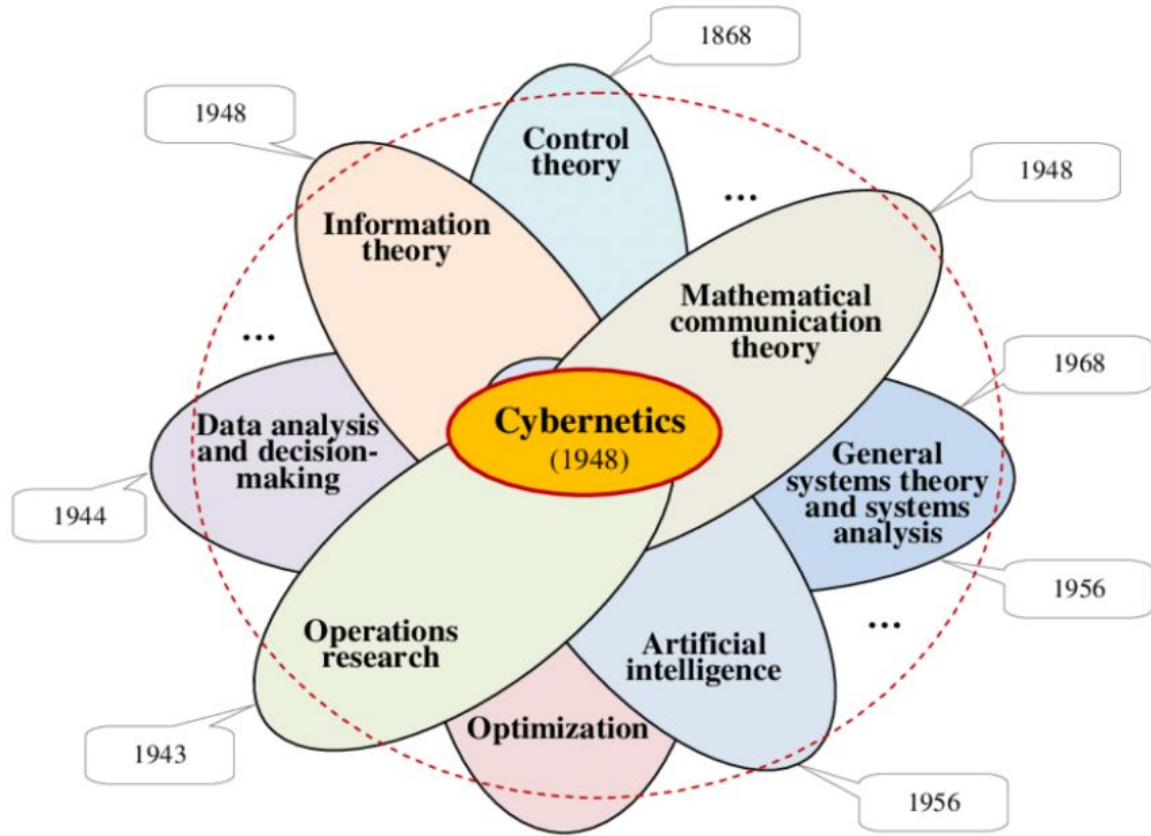 1868
1948
Control
theory
1948
...
Information
theory
Mathematical
communication
theory
...
1968
Cybernetics
(1948)
Data analysis
and decision-
making
General
systems theory
and systems
analysis
1944
1956
...
Operations
research
Artificial
intelligence
Optimization
1943
1956